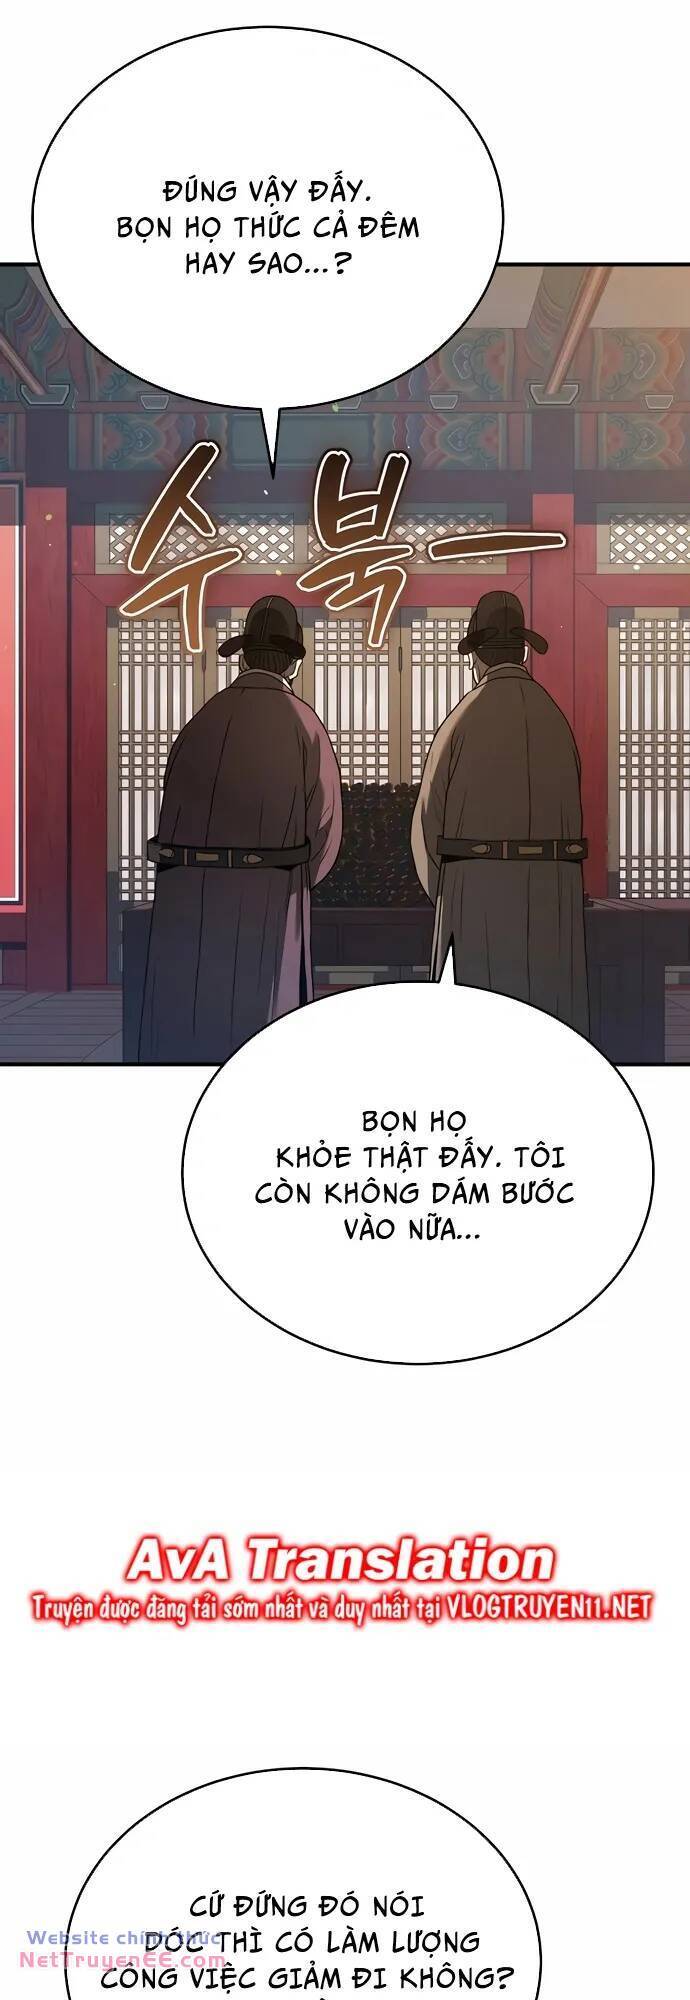 ĐÚNG VẬY ĐẤY.
BỌN HỌ THỨC CẢ ĐÊM
HAY SAO...?
수북—
BỌN HỌ
KHỎE THẬT ĐẤY. TÔI
CÒN KHÔNG DÁM BƯỚC
VÀO NỮA...
AvA Translation
Truyện được đăng tải sớm nhất và duy nhất tại VLOGTRUYEN11.NET
CỨ ĐỨNG ĐÓ NÓI
DÓC THÌ CÓ LÀM LƯỢNG
CÔNG VIỆC GIẢM ĐI KHÔNG?
Website chính thức
NetTruyenEE.com